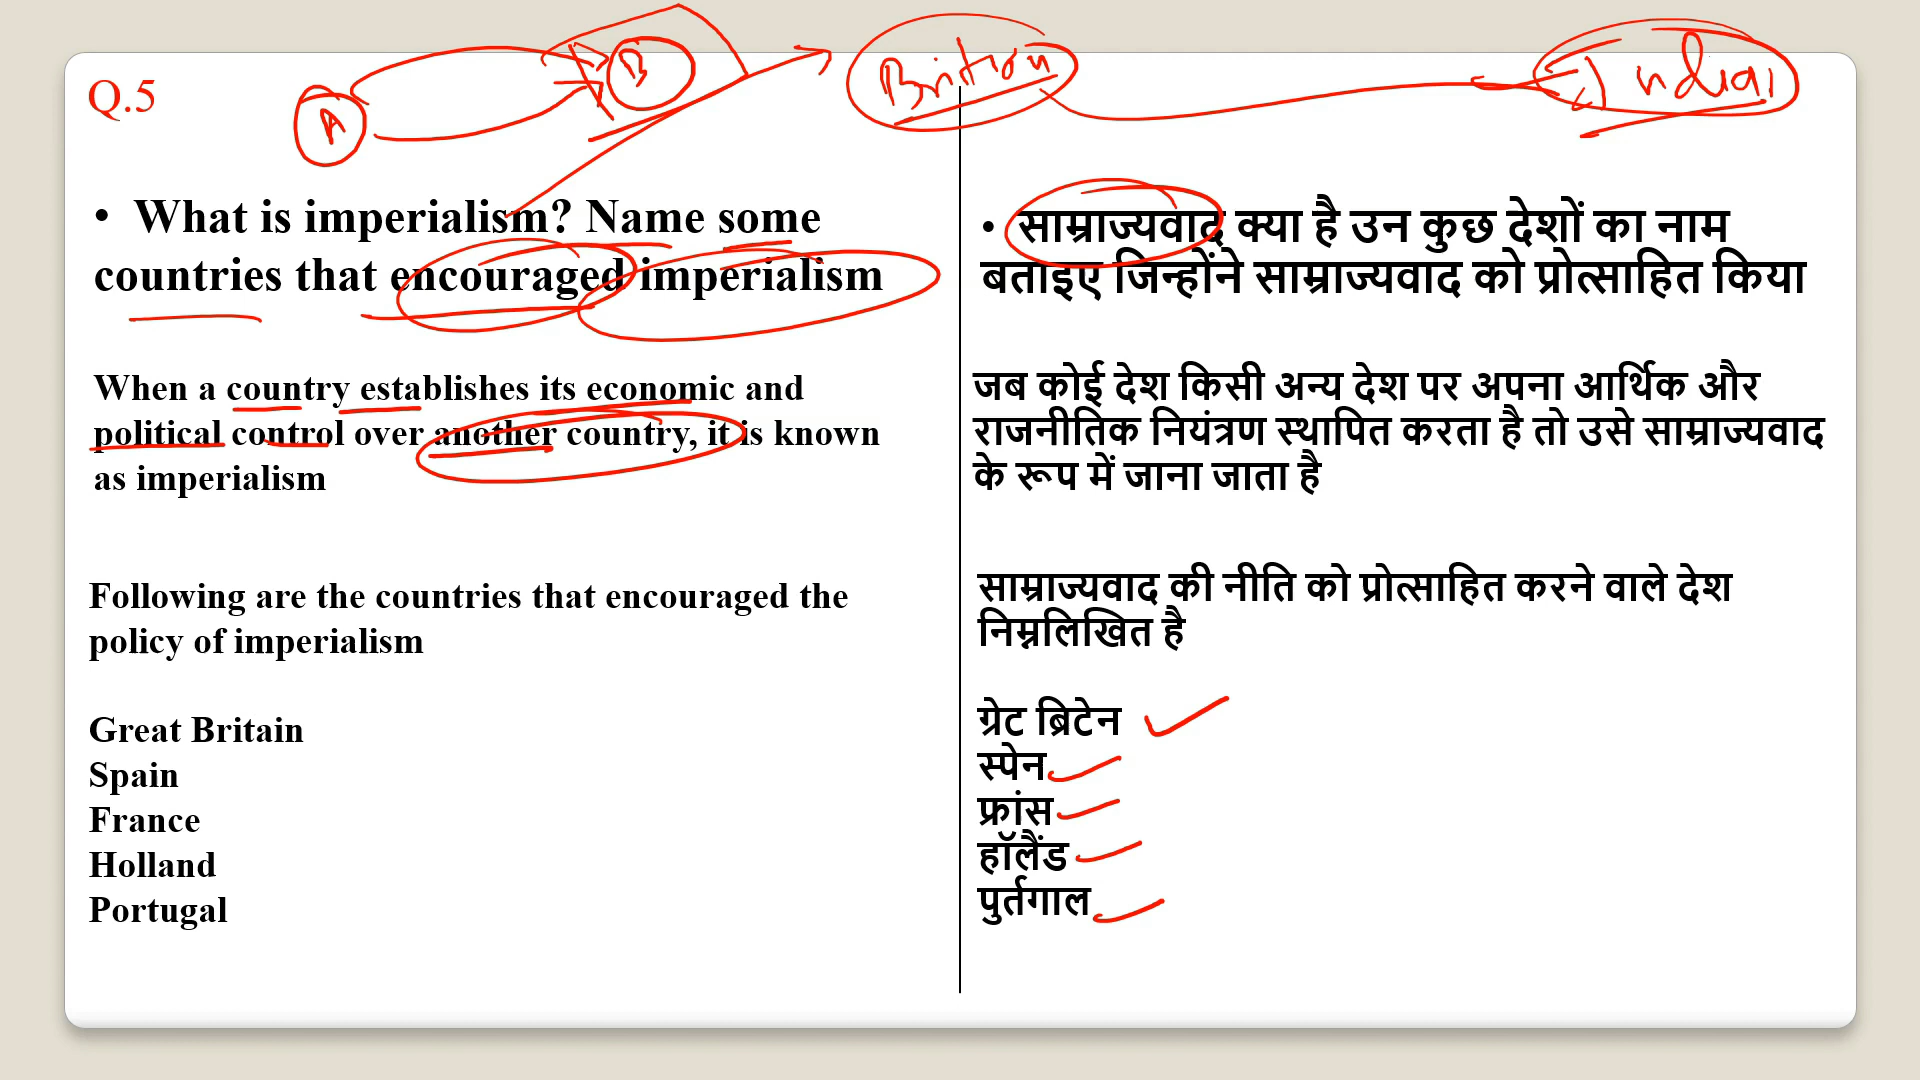 A
B
Britain
India
Q.5
• What is imperialism? Name some
countries that encouraged imperialism
When a country establishes its economic and
political control over another country, it is known
as imperialism
Following are the countries that encouraged the
policy of imperialism
Great Britain
Spain
France
Holland
Portugal
• साम्राज्यवाद क्या है उन कुछ देशों का नाम
बताइए जिन्होंने साम्राज्यवाद को प्रोत्साहित किया
जब कोई देश किसी अन्य देश पर अपना आर्थिक और
राजनीतिक नियंत्रण स्थापित करता है तो उसे साम्राज्यवाद
के रूप में जाना जाता है
साम्राज्यवाद की नीति को प्रोत्साहित करने वाले देश
निम्नलिखित है
ग्रेट ब्रिटेन
स्पेन
फ्रांस
हॉलैंड
पुर्तगाल